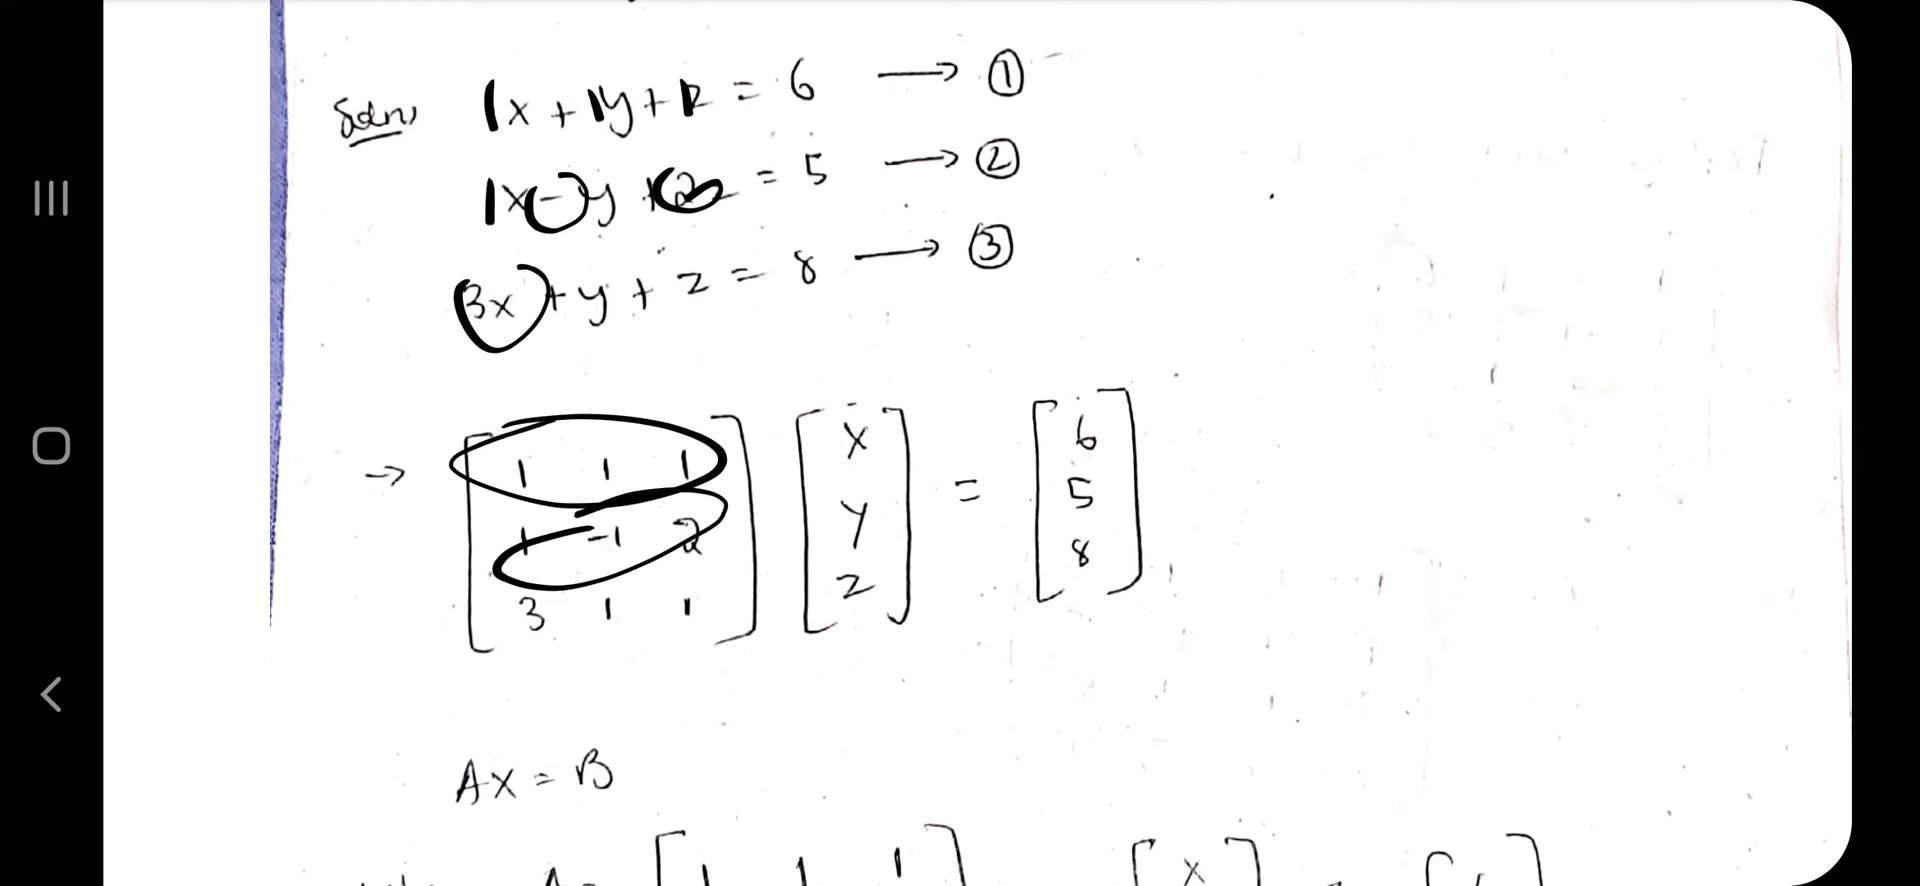 Soln, 1x + 1y + 1z = 6 → ①
1x - y + 2z = 5 → ②
3x + y + z = 8 → ③
→ [ 1 1 1 ] [ x ] = [ 6 ]
[ 1 -1 2 ] [ y ] [ 5 ]
[ 3 1 1 ] [ z ] [ 8 ]
AX = B